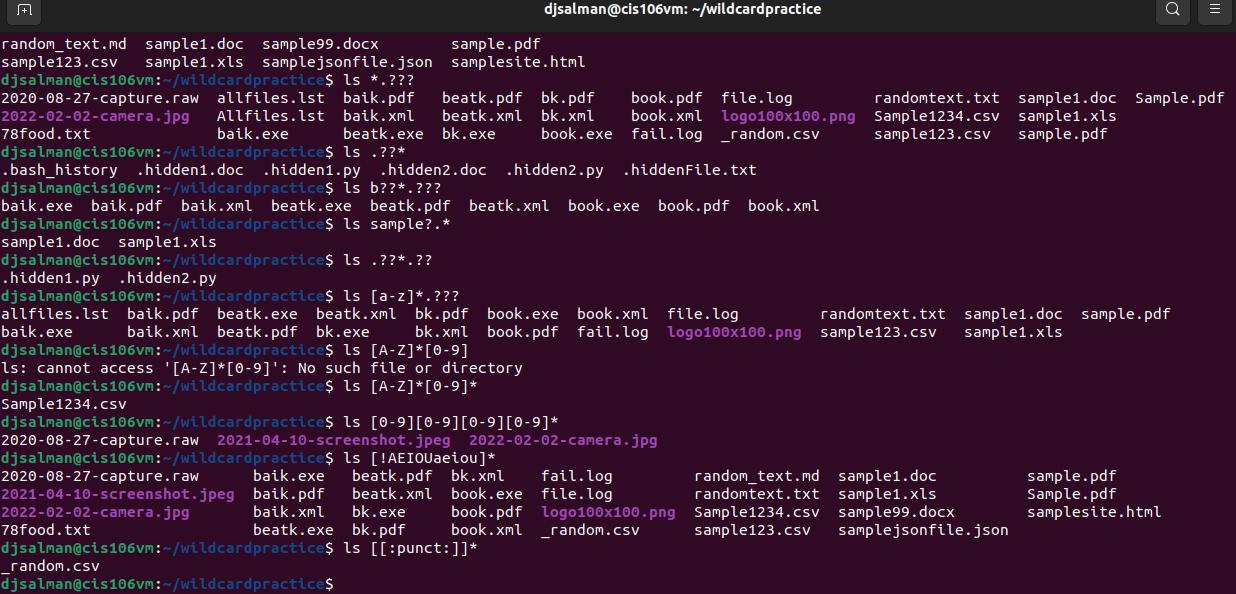 djsalman@cis106vm: ~/wildcardpractice
random_text.md  sample1.doc  sample99.docx        sample.pdf
sample123.csv   sample1.xls  samplejsonfile.json  samplesite.html
djsalman@cis106vm:~/wildcardpractice$ ls *.???
2020-08-27-capture.raw  allfiles.lst  baik.pdf   beatk.pdf  bk.pdf    book.pdf  file.log         randomtext.txt  sample1.doc  Sample.pdf
2022-02-02-camera.jpg   Allfiles.lst  baik.xml   beatk.xml  bk.xml    book.xml  logo100x100.png  Sample1234.csv  sample1.xls
78food.txt              baik.exe      beatk.exe  bk.exe     book.exe  fail.log  _random.csv      sample123.csv   sample.pdf
djsalman@cis106vm:~/wildcardpractice$ ls .??*
.bash_history  .hidden1.doc  .hidden1.py  .hidden2.doc  .hidden2.py  .hiddenFile.txt
djsalman@cis106vm:~/wildcardpractice$ ls b??*.???
baik.exe  baik.pdf  baik.xml  beatk.exe  beatk.pdf  beatk.xml  book.exe  book.pdf  book.xml
djsalman@cis106vm:~/wildcardpractice$ ls sample?.*
sample1.doc  sample1.xls
djsalman@cis106vm:~/wildcardpractice$ ls .??*.??
.hidden1.py  .hidden2.py
djsalman@cis106vm:~/wildcardpractice$ ls [a-z]*.???
allfiles.lst  baik.pdf  beatk.exe  beatk.xml  bk.pdf  book.exe  book.xml  file.log         randomtext.txt  sample1.doc  sample.pdf
baik.exe      baik.xml  beatk.pdf  bk.exe     bk.xml  book.pdf  fail.log  logo100x100.png  sample123.csv   sample1.xls
djsalman@cis106vm:~/wildcardpractice$ ls [A-Z]*[0-9]
ls: cannot access '[A-Z]*[0-9]': No such file or directory
djsalman@cis106vm:~/wildcardpractice$ ls [A-Z]*[0-9]*
Sample1234.csv
djsalman@cis106vm:~/wildcardpractice$ ls [0-9][0-9][0-9][0-9]*
2020-08-27-capture.raw  2021-04-10-screenshot.jpeg  2022-02-02-camera.jpg
djsalman@cis106vm:~/wildcardpractice$ ls [!AEIOUaeiou]*
2020-08-27-capture.raw      baik.exe   beatk.pdf  bk.xml    fail.log         random_text.md  sample1.doc          sample.pdf
2021-04-10-screenshot.jpeg  baik.pdf   beatk.xml  book.exe  file.log         randomtext.txt  sample1.xls          Sample.pdf
2022-02-02-camera.jpg       baik.xml   bk.exe     book.pdf  logo100x100.png  Sample1234.csv  sample99.docx        samplesite.html
78food.txt                  beatk.exe  bk.pdf     book.xml  _random.csv      sample123.csv   samplejsonfile.json
djsalman@cis106vm:~/wildcardpractice$ ls [[:punct:]]*
_random.csv
djsalman@cis106vm:~/wildcardpractice$